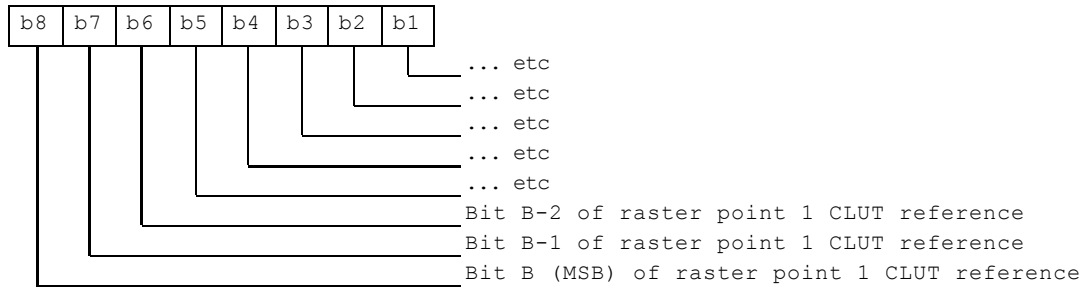 b8 b7 b6 b5 b4 b3 b2 b1
... etc
... etc
... etc
... etc
... etc
Bit B-2 of raster point 1 CLUT reference
Bit B-1 of raster point 1 CLUT reference
Bit B (MSB) of raster point 1 CLUT reference